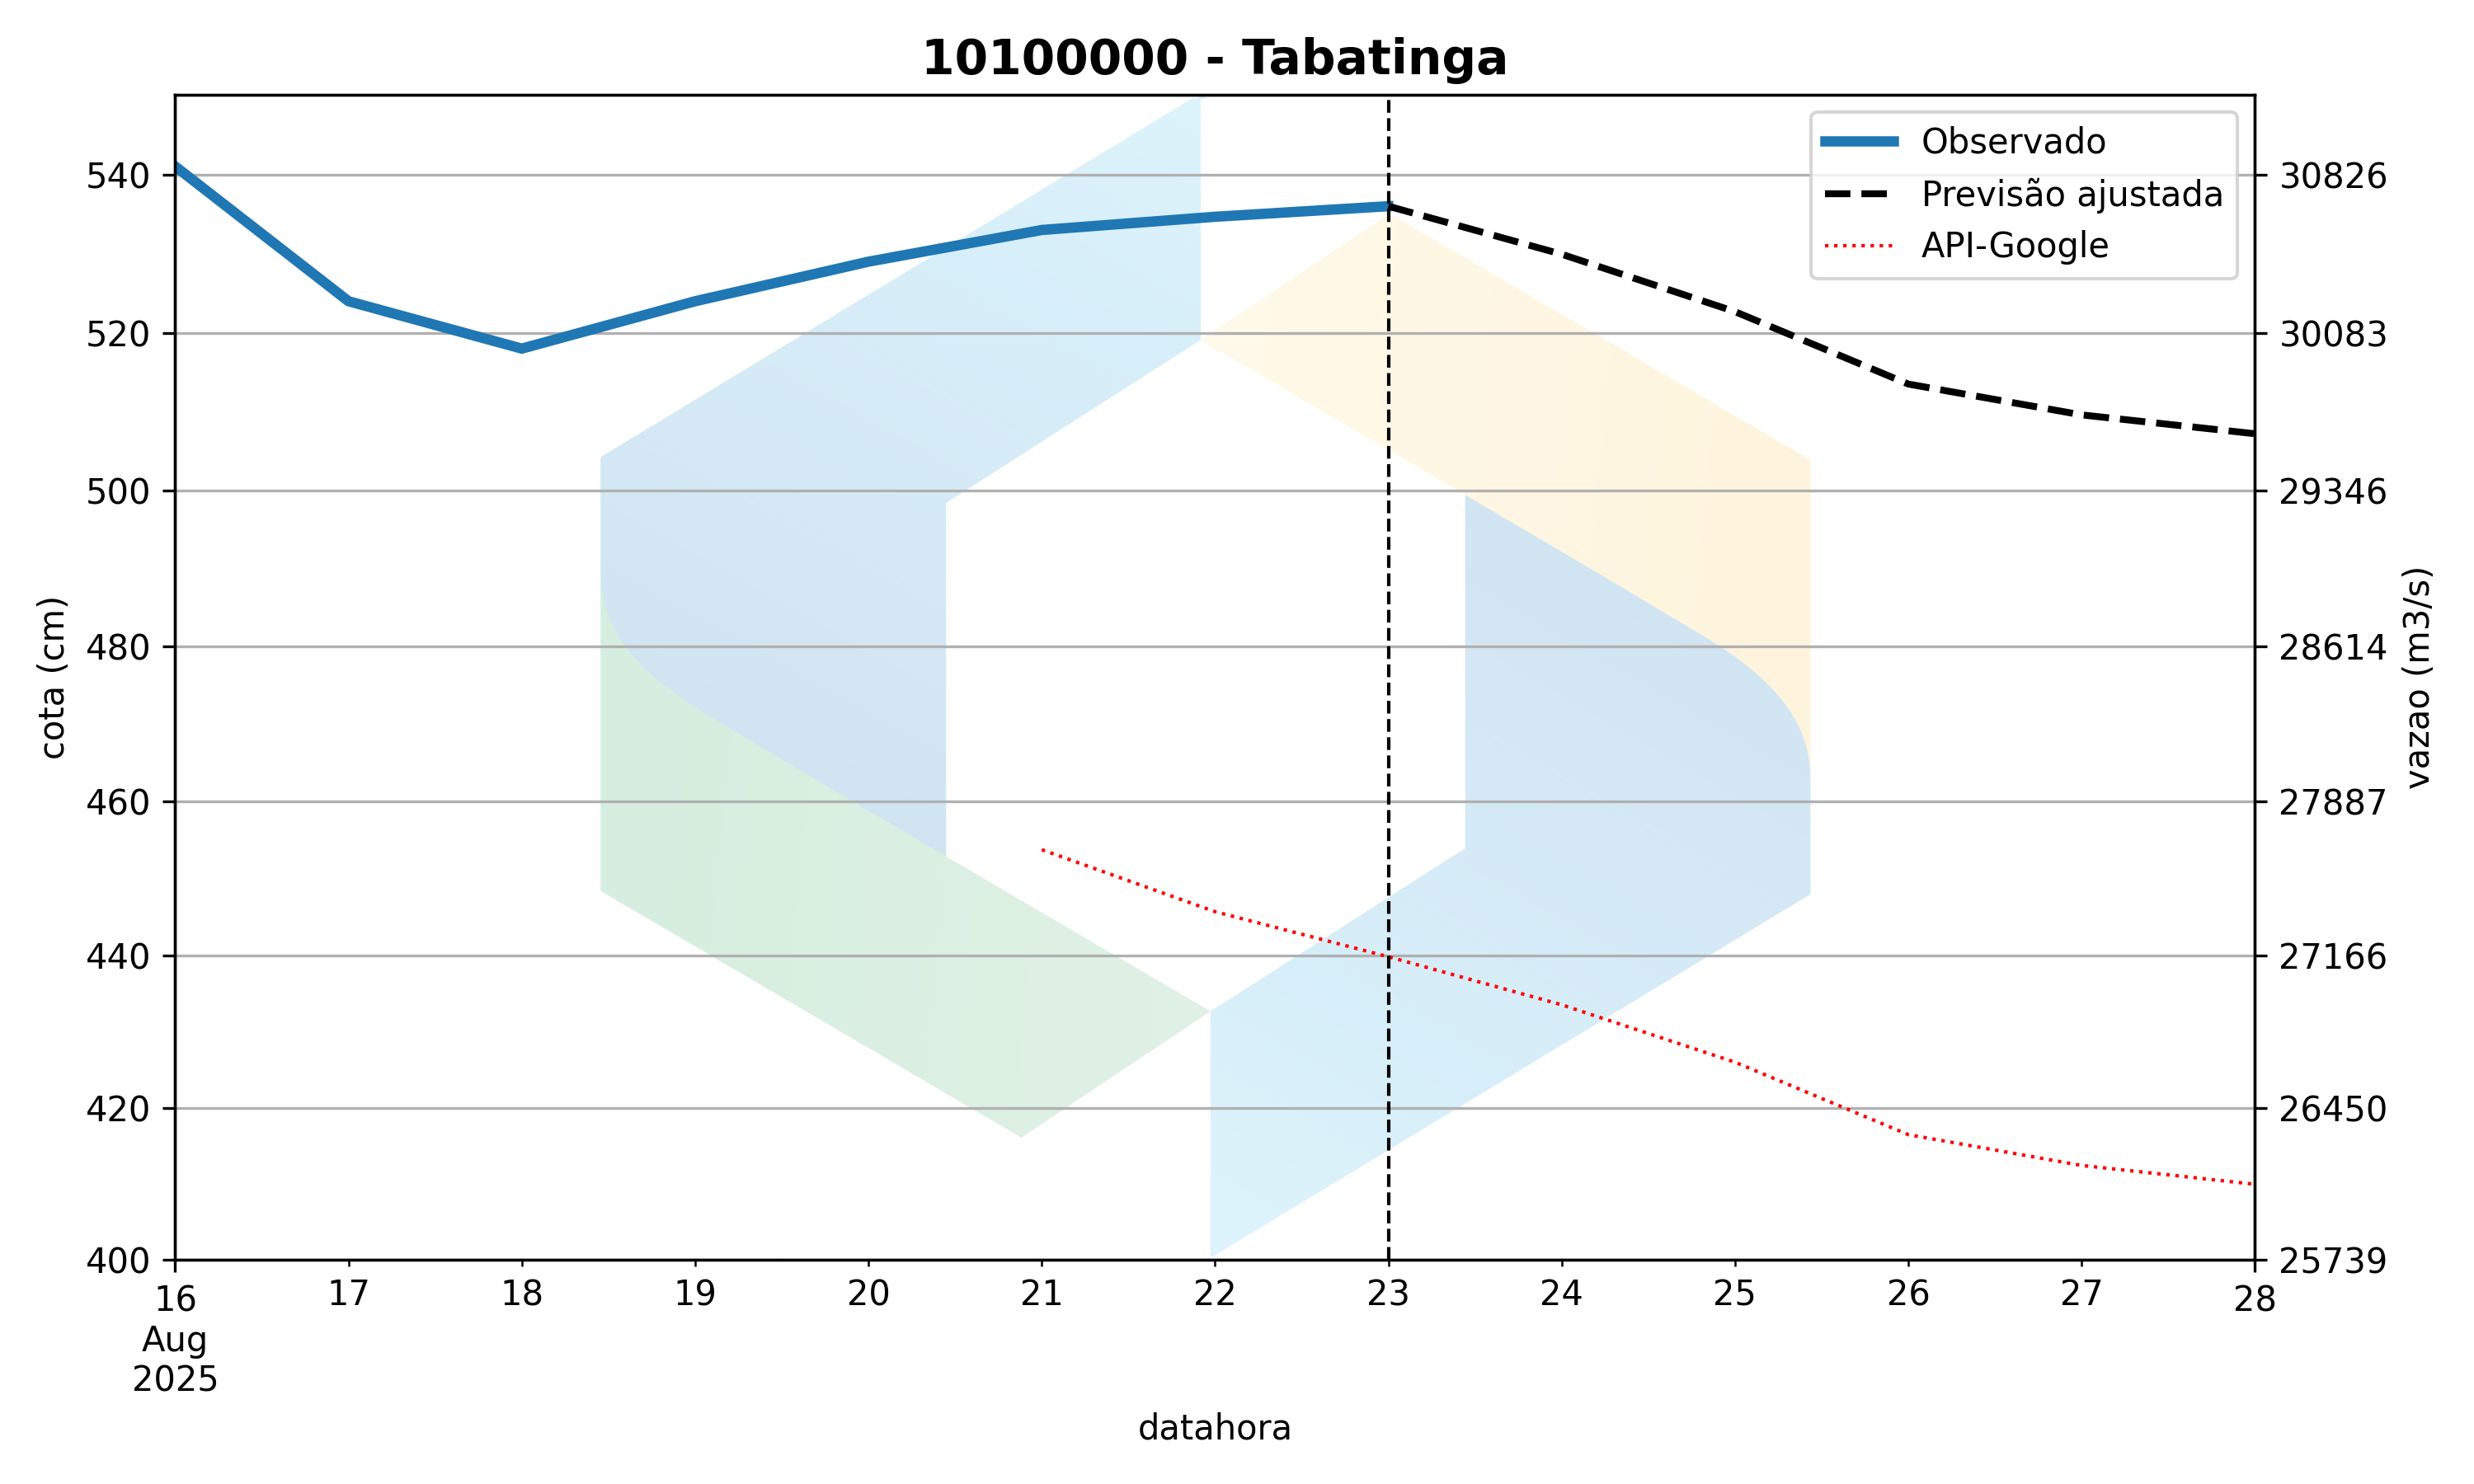 10100000 - Tabatinga
Observado
Previsão ajustada
API-Google
cota (cm)
540
520
500
480
460
440
420
400
30826
30083
29346
28614
27887
27166
26450
25739
vazao (m3/s)
16 17 18 19 20 21 22 23 24 25 26 27 28
Aug
2025
datahora